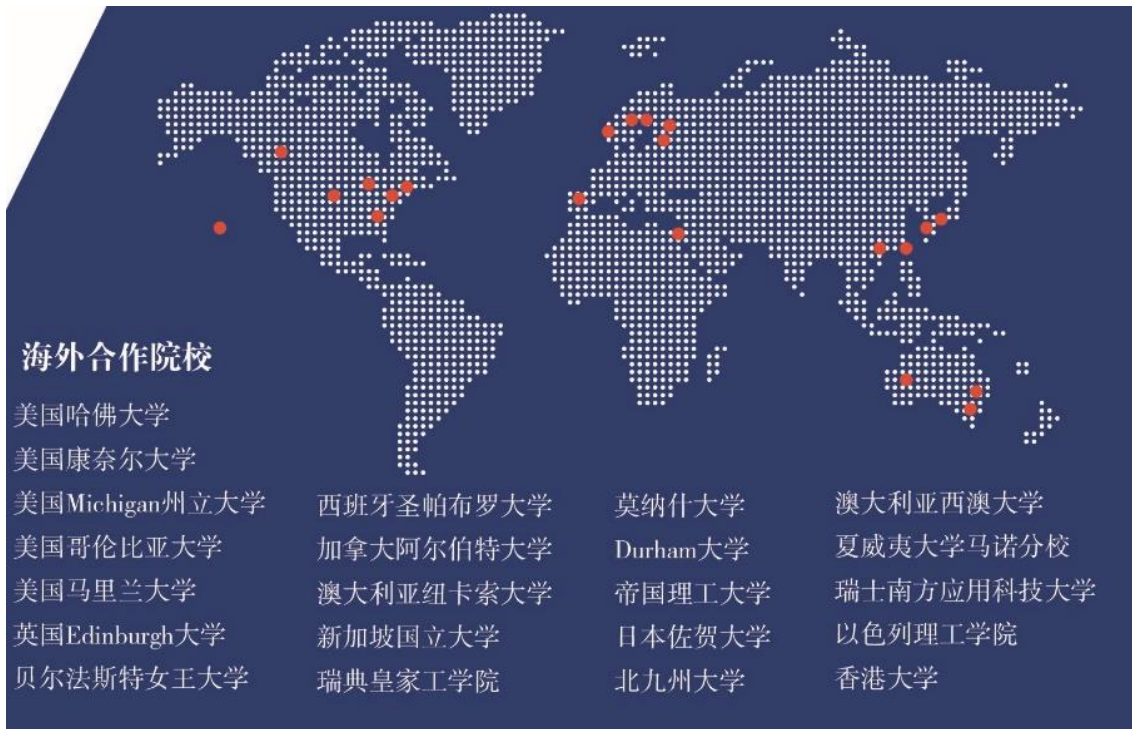 海外合作院校
美国哈佛大学
美国康奈尔大学
美国Michigan州立大学
美国哥伦比亚大学
美国马里兰大学
英国Edinburgh大学
贝尔法斯特女王大学
西班牙圣帕布罗大学
加拿大阿尔伯特大学
澳大利亚纽卡索大学
新加坡国立大学
瑞典皇家工学院
莫纳什大学
Durham大学
帝国理工大学
日本佐贺大学
北九州大学
澳大利亚西澳大学
夏威夷大学马诺分校
瑞士南方应用科技大学
以色列理工学院
香港大学